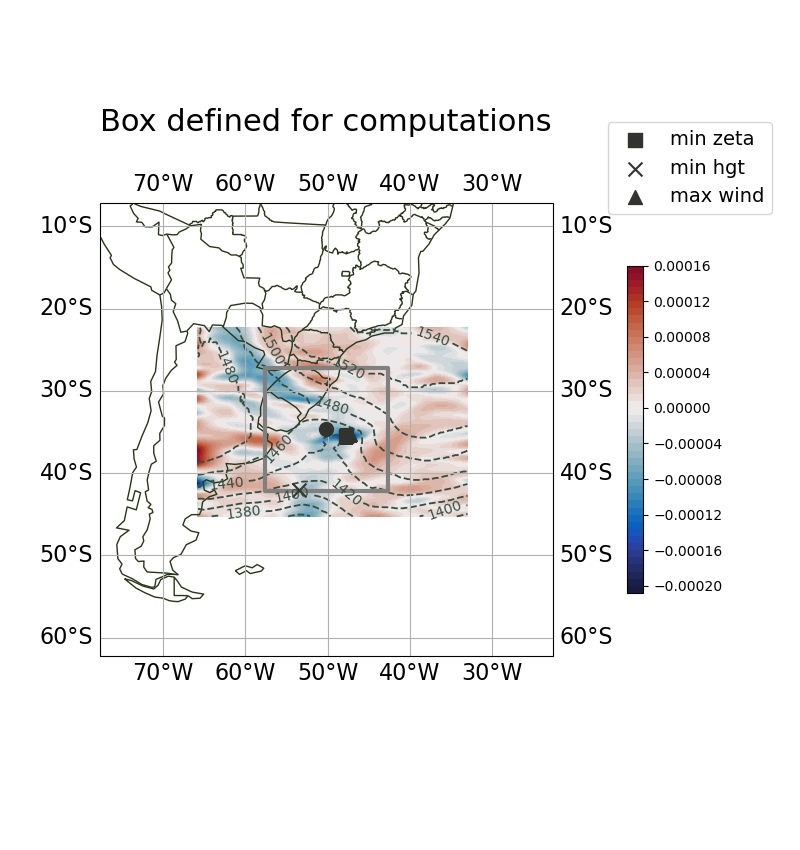 Box defined for computations
min zeta
min hgt
max wind
70°W 60°W 50°W 40°W 30°W
10°S 10°S
20°S 20°S
30°S 30°S
40°S 40°S
50°S 50°S
60°S 60°S
70°W 60°W 50°W 40°W 30°W
1540
1500
1520
1480
1480
1460
1440
1420
1400
1380
1400
0.00016
0.00012
0.00008
0.00004
0.00000
−0.00004
−0.00008
−0.00012
−0.00016
−0.00020